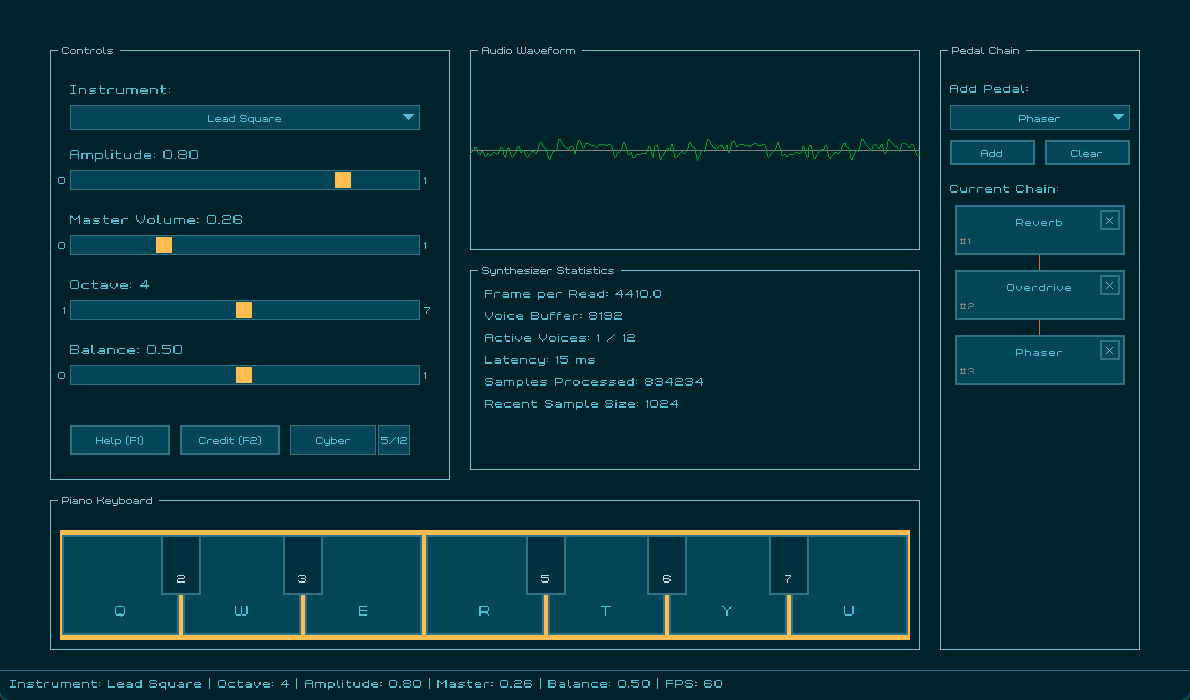 Controls
Instrument:
Lead Square
Amplitude: 0.80
0 1
Master Volume: 0.26
0 1
Octave: 4
1 7
Balance: 0.50
0 1
Help (F1) Credit (F2) Cyber 5/12
Audio Waveform
Synthesizer Statistics
Frame per Read: 4410.0
Voice Buffer: 8192
Active Voices: 1 / 12
Latency: 15 ms
Samples Processed: 834234
Recent Sample Size: 1024
Pedal Chain
Add Pedal:
Phaser
Add Clear
Current Chain:
Reverb X
#1
Overdrive X
#2
Phaser X
#3
Piano Keyboard
2 3 5 6 7
Q W E R T Y U
Instrument: Lead Square | Octave: 4 | Amplitude: 0.80 | Master: 0.26 | Balance: 0.50 | FPS: 60